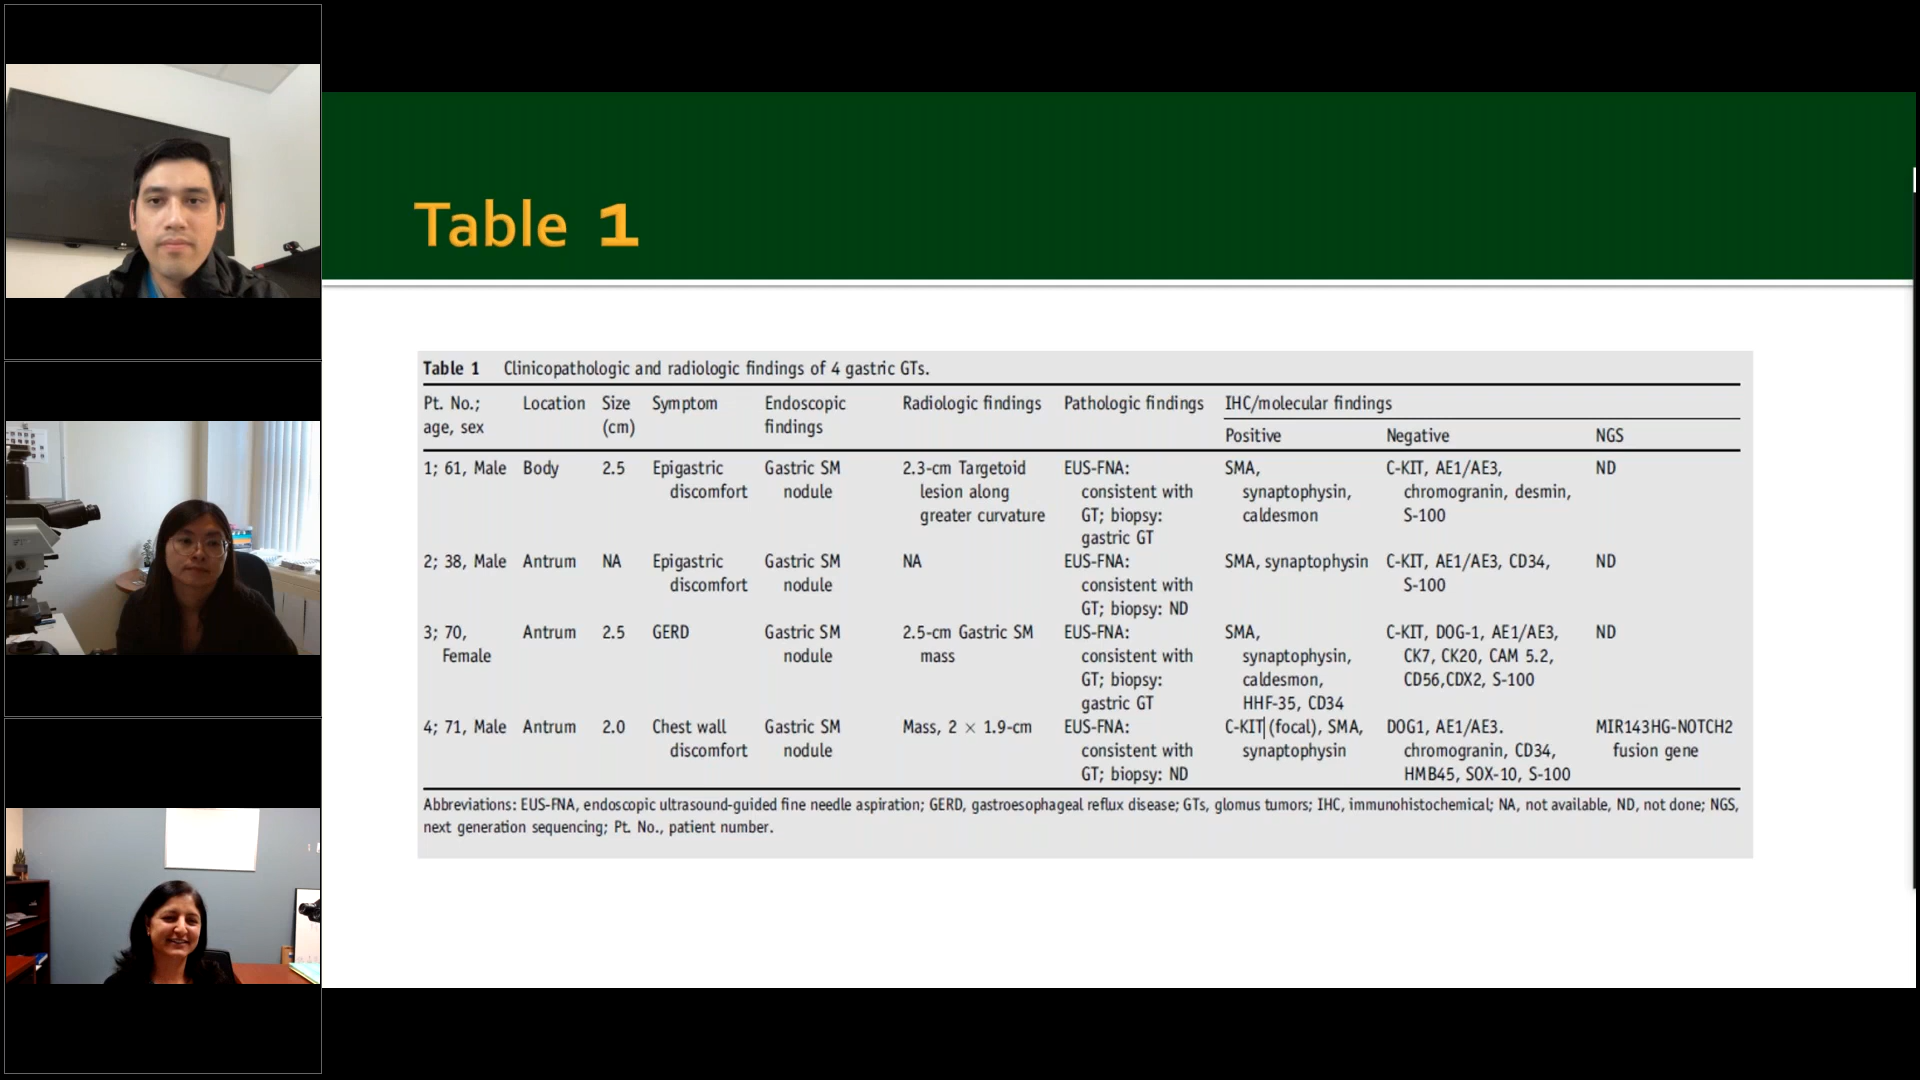 Table 1
Table 1 Clinicopathologic and radiologic findings of 4 gastric GTs.
Pt. No.; Location Size Symptom Endoscopic Radiologic findings Pathologic findings IHC/molecular findings
age, sex (cm) findings
Positive Negative NGS
1; 61, Male Body 2.5 Epigastric Gastric SM 2.3-cm Targetoid EUS-FNA: SMA, C-KIT, AE1/AE3, ND
discomfort nodule lesion along consistent with synaptophysin, chromogranin, desmin,
greater curvature GT; biopsy: caldesmon S-100
gastric GT
2; 38, Male Antrum NA Epigastric Gastric SM NA EUS-FNA: SMA, synaptophysin C-KIT, AE1/AE3, CD34, ND
discomfort nodule consistent with S-100
GT; biopsy: ND
3; 70, Antrum 2.5 GERD Gastric SM 2.5-cm Gastric SM EUS-FNA: SMA, C-KIT, DOG-1, AE1/AE3, ND
Female nodule mass consistent with synaptophysin, CK7, CK20, CAM 5.2,
GT; biopsy: caldesmon, CD56,CDX2, S-100
gastric GT HHF-35, CD34
4; 71, Male Antrum 2.0 Chest wall Gastric SM Mass, 2 × 1.9-cm EUS-FNA: C-KIT (focal), SMA, DOG1, AE1/AE3. MIR143HG-NOTCH2
discomfort nodule consistent with synaptophysin chromogranin, CD34, fusion gene
GT; biopsy: ND HMB45, SOX-10, S-100
Abbreviations: EUS-FNA, endoscopic ultrasound-guided fine needle aspiration; GERD, gastroesophageal reflux disease; GTs, glomus tumors; IHC, immunohistochemical; NA, not available, ND, not done; NGS,
next generation sequencing; Pt. No., patient number.